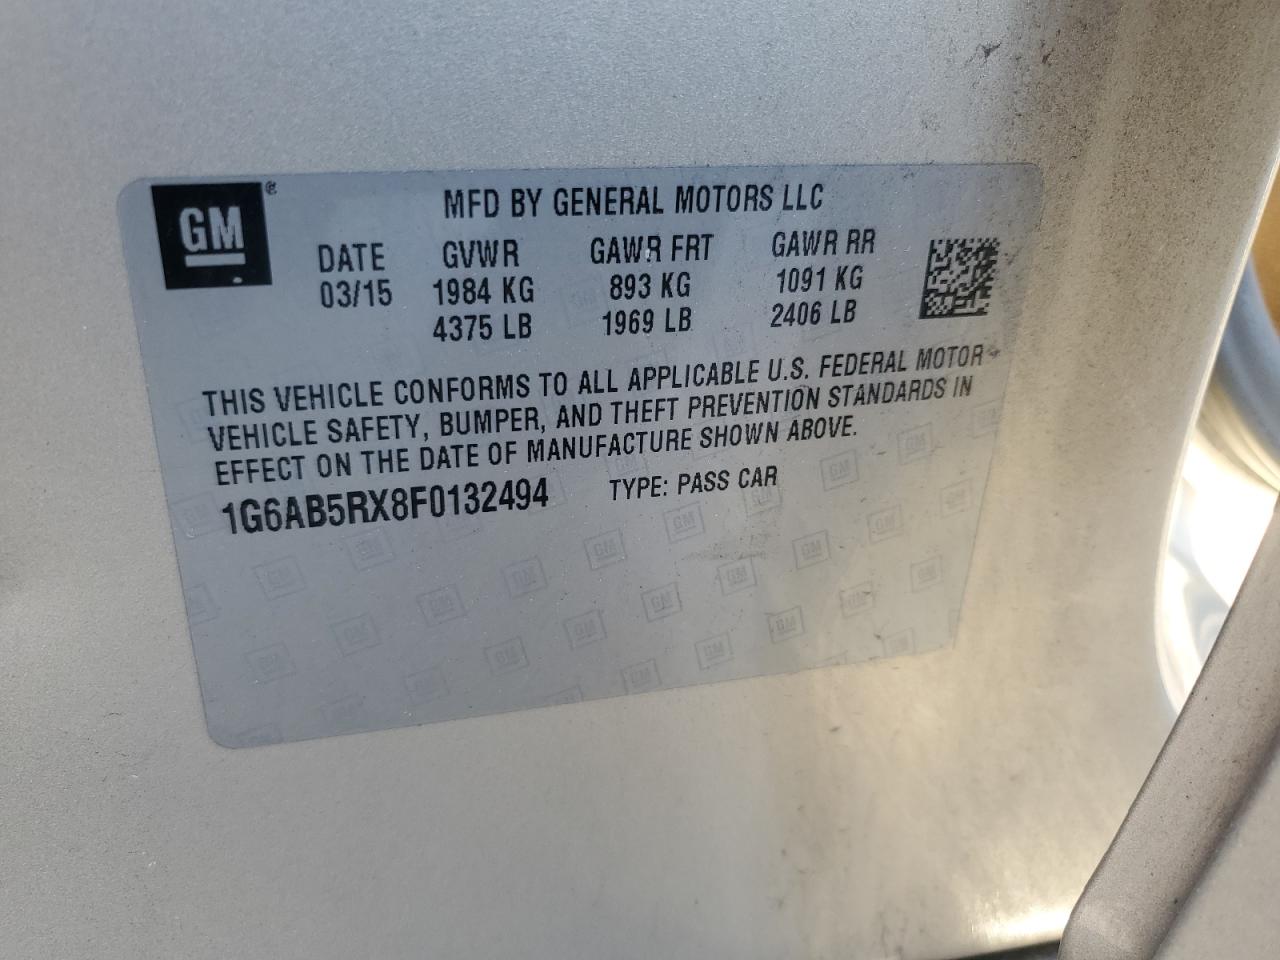 GM ®
MFD BY GENERAL MOTORS LLC
DATE GVWR GAWR FRT GAWR RR
03/15 1984 KG 893 KG 1091 KG
4375 LB 1969 LB 2406 LB
THIS VEHICLE CONFORMS TO ALL APPLICABLE U.S. FEDERAL MOTOR
VEHICLE SAFETY, BUMPER, AND THEFT PREVENTION STANDARDS IN
EFFECT ON THE DATE OF MANUFACTURE SHOWN ABOVE.
1G6AB5RX8F0132494 TYPE: PASS CAR